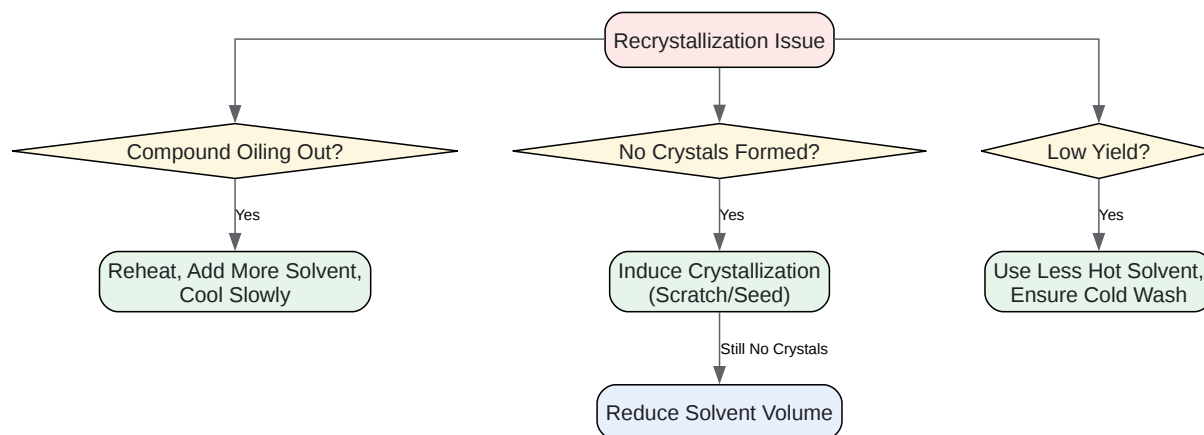 Recrystallization Issue
Compound Oiling Out?
No Crystals Formed?
Low Yield?
Yes
Yes
Yes
Reheat, Add More Solvent,
Cool Slowly
Induce Crystallization
(Scratch/Seed)
Use Less Hot Solvent,
Ensure Cold Wash
Still No Crystals
Reduce Solvent Volume